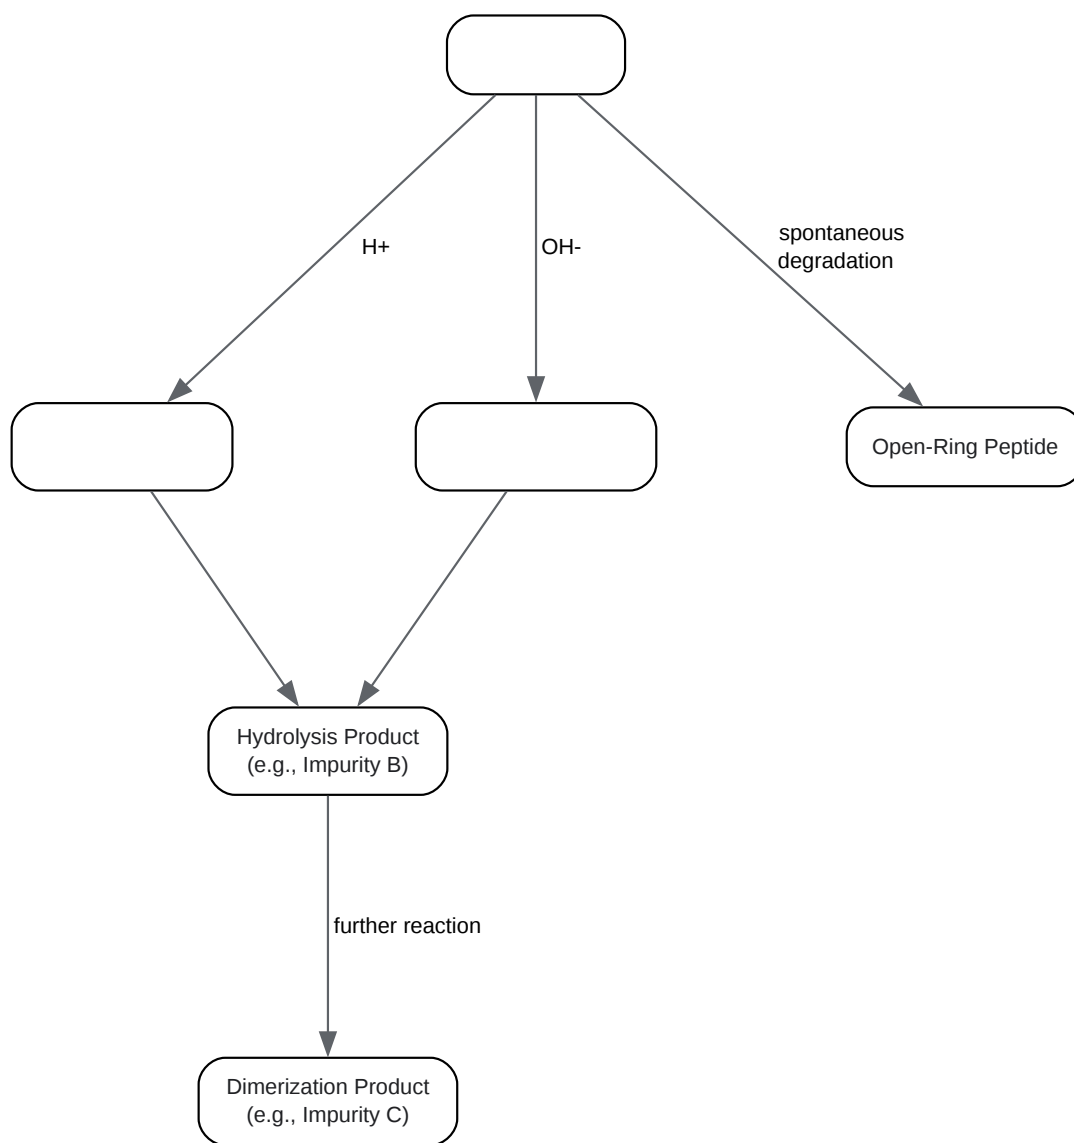 H+
OH-
spontaneous
degradation
Open-Ring Peptide
Hydrolysis Product
(e.g., Impurity B)
further reaction
Dimerization Product
(e.g., Impurity C)